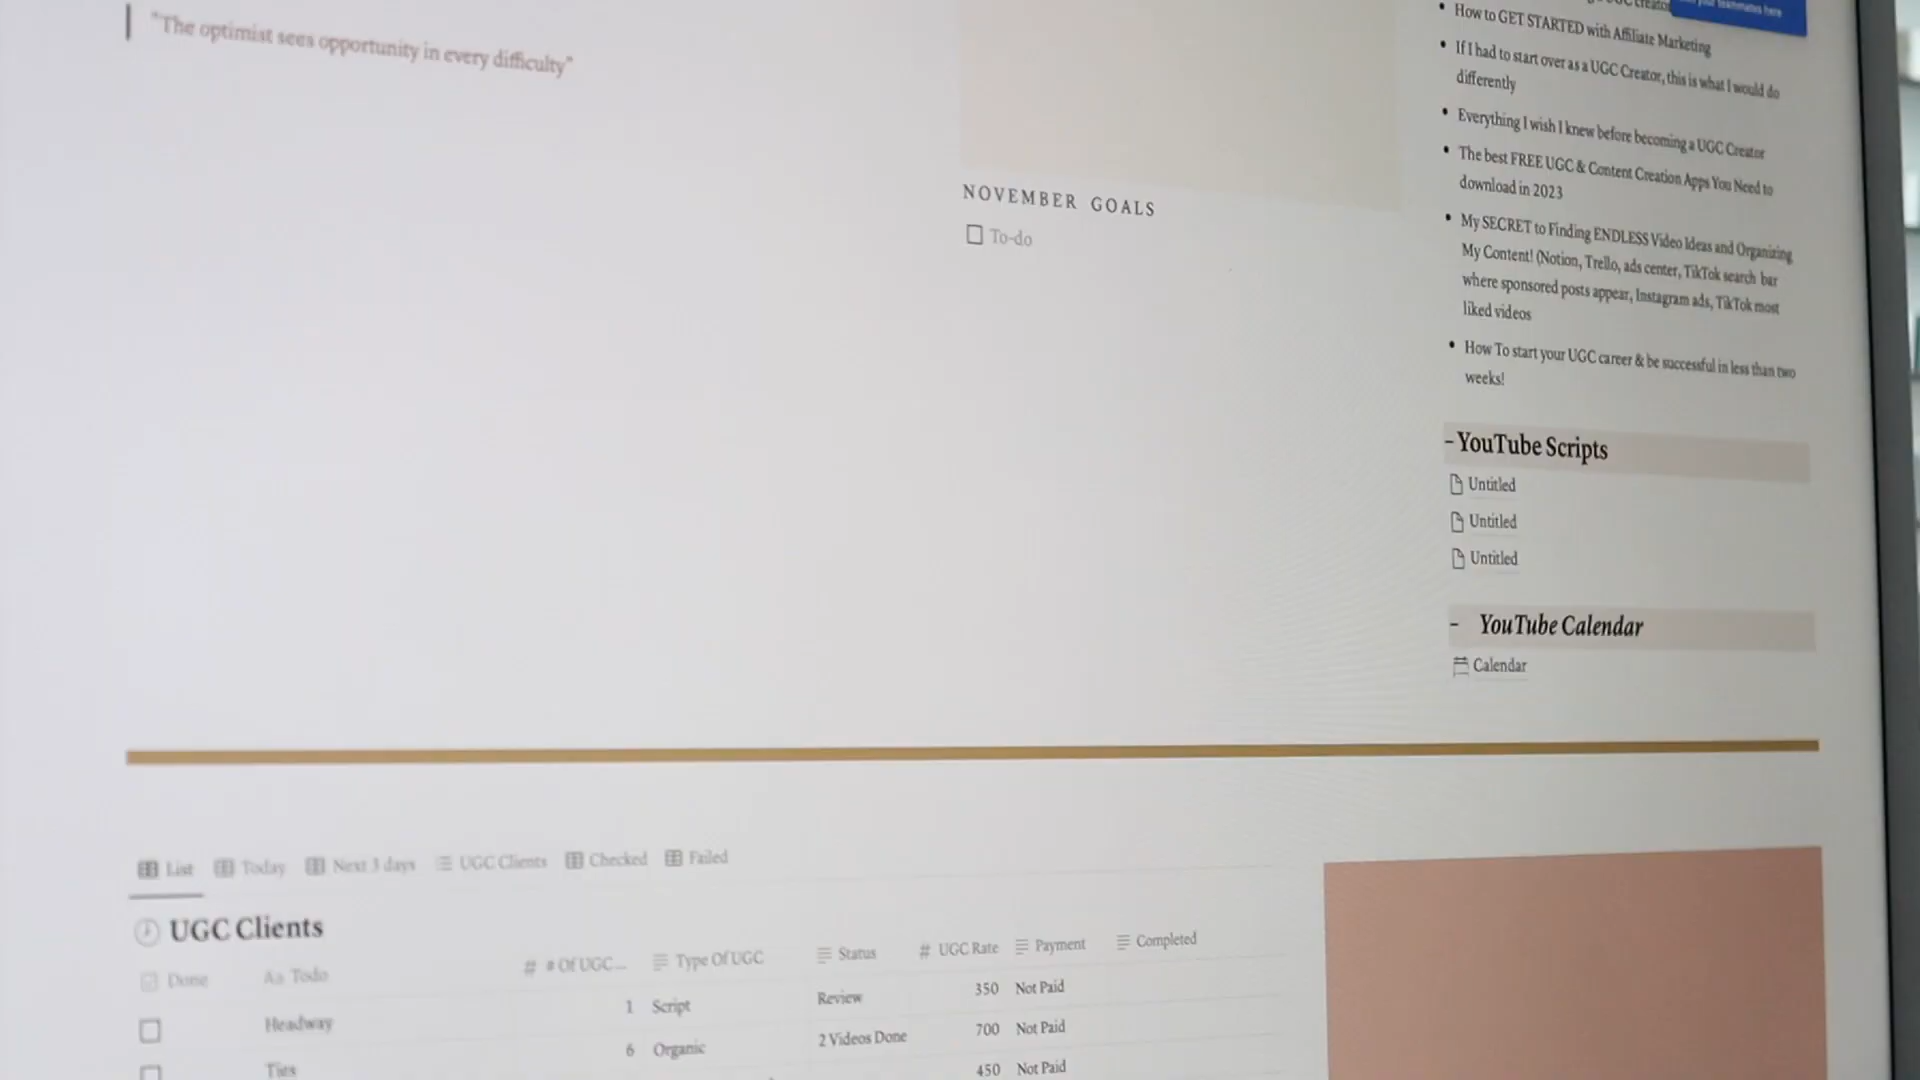 "The optimist sees opportunity in every difficulty"
NOVEMBER GOALS
To-do
your teammates here
• How to GET STARTED with Affiliate Marketing
• If I had to start over as a UGC Creator, this is what I would do
differently
• Everything I wish I knew before becoming a UGC Creator
• The best FREE UGC & Content Creation Apps You Need to
download in 2023
• My SECRET to Finding ENDLESS Video Ideas and Organizing
My Content! (Notion, Trello, ads center, TikTok search bar
where sponsored posts appear, Instagram ads, TikTok most
liked videos
• How To start your UGC career & be successful in less than two
weeks!
- YouTube Scripts
Untitled
Untitled
Untitled
- YouTube Calendar
Calendar
List Today Next 3 days UGC Clients Checked Failed
UGC Clients
Done Aa Todo # # Of UGC... Type Of UGC Status # UGC Rate Payment Completed
Headway 1 Script Review 350 Not Paid
Ties 6 Organic 2 Videos Done 700 Not Paid
450 Not Paid